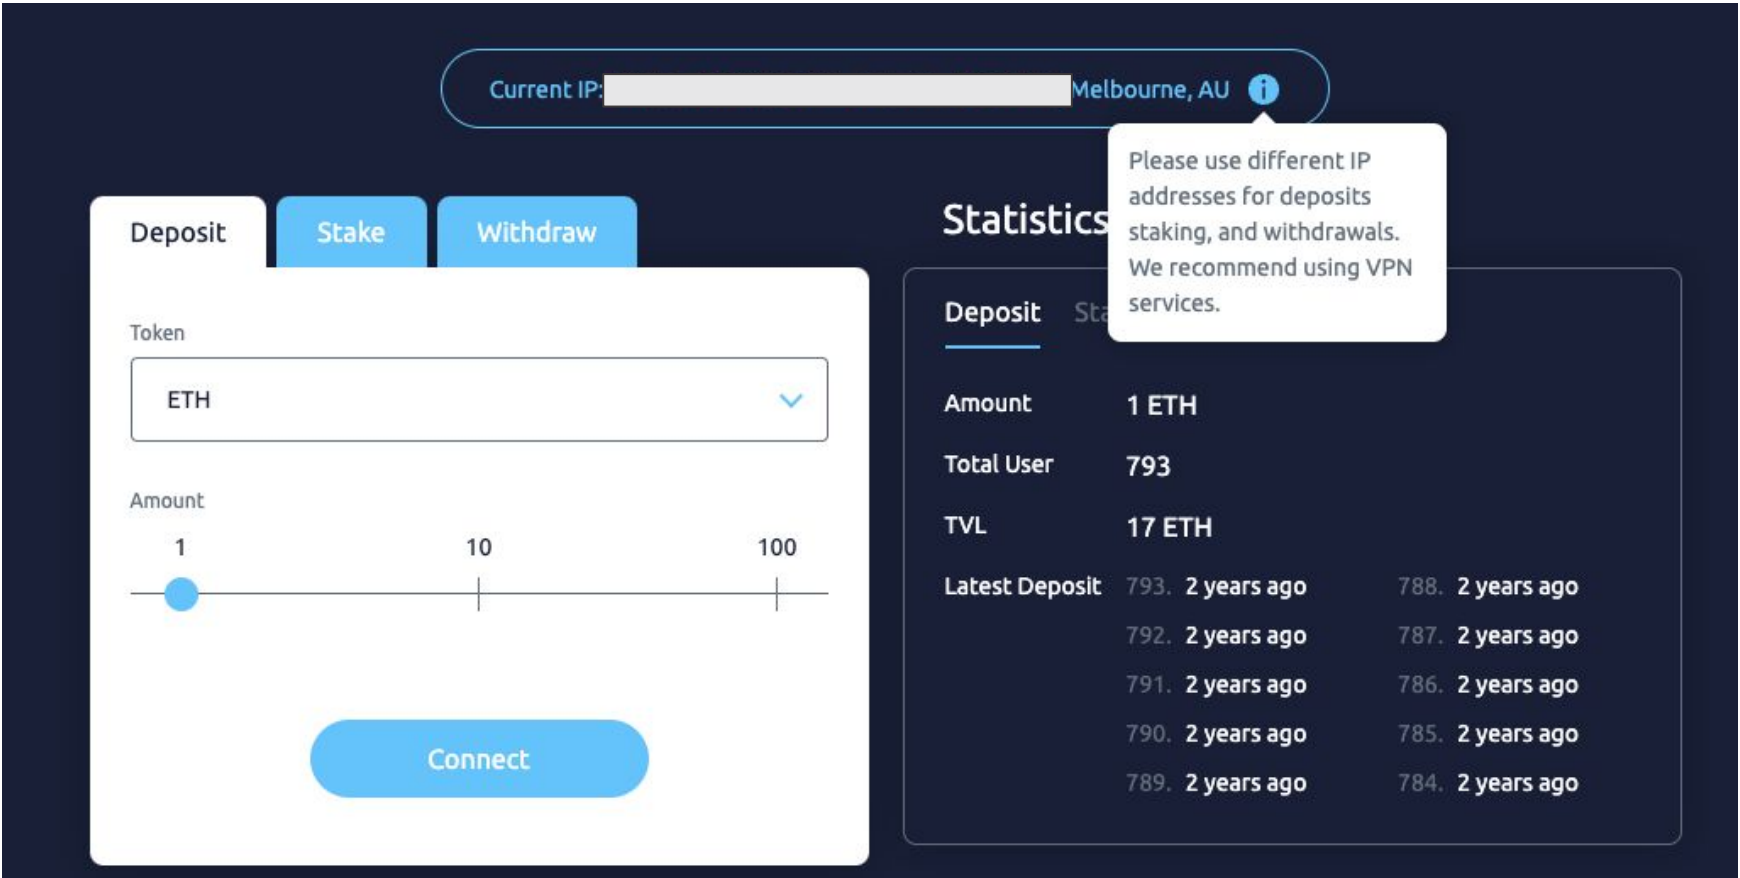 Current IP: Melbourne, AU
Please use different IP
addresses for deposits
staking, and withdrawals.
We recommend using VPN
services.
Deposit Stake Withdraw
Token
ETH
Amount
1 10 100
Connect
Statistics
Deposit
Amount 1 ETH
Total User 793
TVL 17 ETH
Latest Deposit 793. 2 years ago 788. 2 years ago
792. 2 years ago 787. 2 years ago
791. 2 years ago 786. 2 years ago
790. 2 years ago 785. 2 years ago
789. 2 years ago 784. 2 years ago